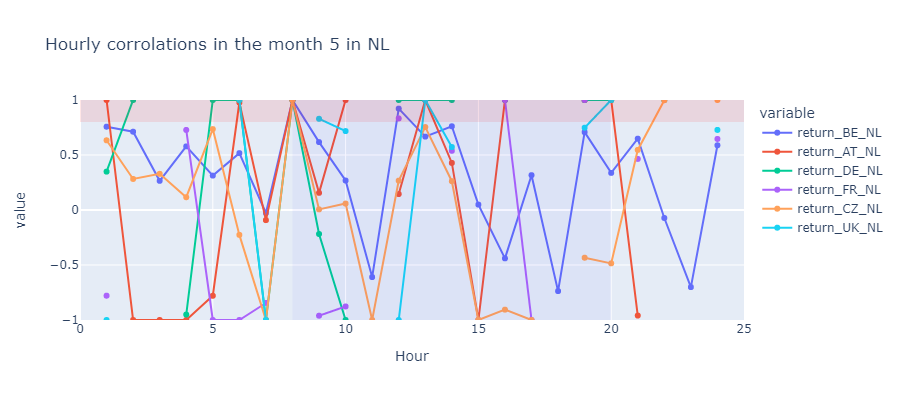 Hourly corrolations in the month 5 in NL
variable
return_BE_NL
return_AT_NL
return_DE_NL
return_FR_NL
return_CZ_NL
return_UK_NL
value
1
0.5
0
−0.5
−1
0 5 10 15 20 25
Hour